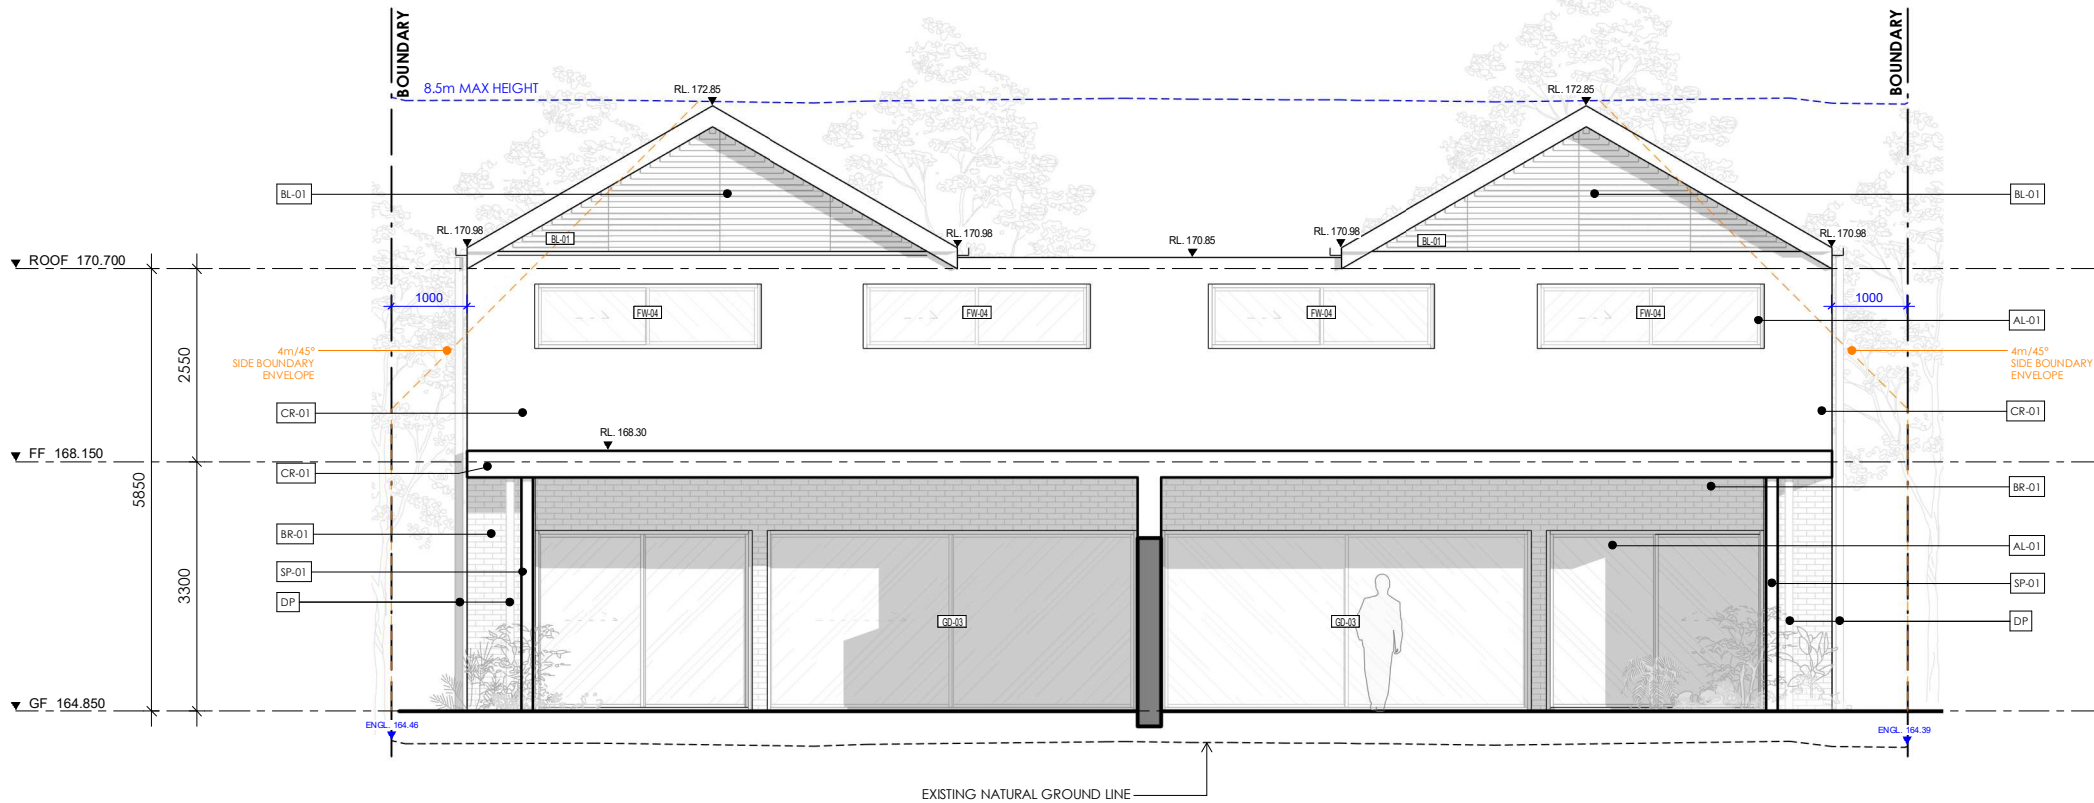 BOUNDARY
BOUNDARY
8.5m MAX HEIGHT
RL. 172.85
RL. 172.85
BL-01
BL-01
RL. 170.98
BL-01
RL. 170.98
RL. 170.85
RL. 170.98
BL-01
RL. 170.98
ROOF 170.700
1000
1000
FW-04
FW-04
FW-04
FW-04
AL-01
2550
4m/45°
SIDE BOUNDARY
ENVELOPE
4m/45°
SIDE BOUNDARY
ENVELOPE
CR-01
CR-01
RL. 168.30
FF 168.150
CR-01
5850
BR-01
BR-01
AL-01
SP-01
SP-01
3300
DP
GD-03
GD-03
DP
GF 164.850
ENGL. 164.46
ENGL. 164.39
EXISTING NATURAL GROUND LINE